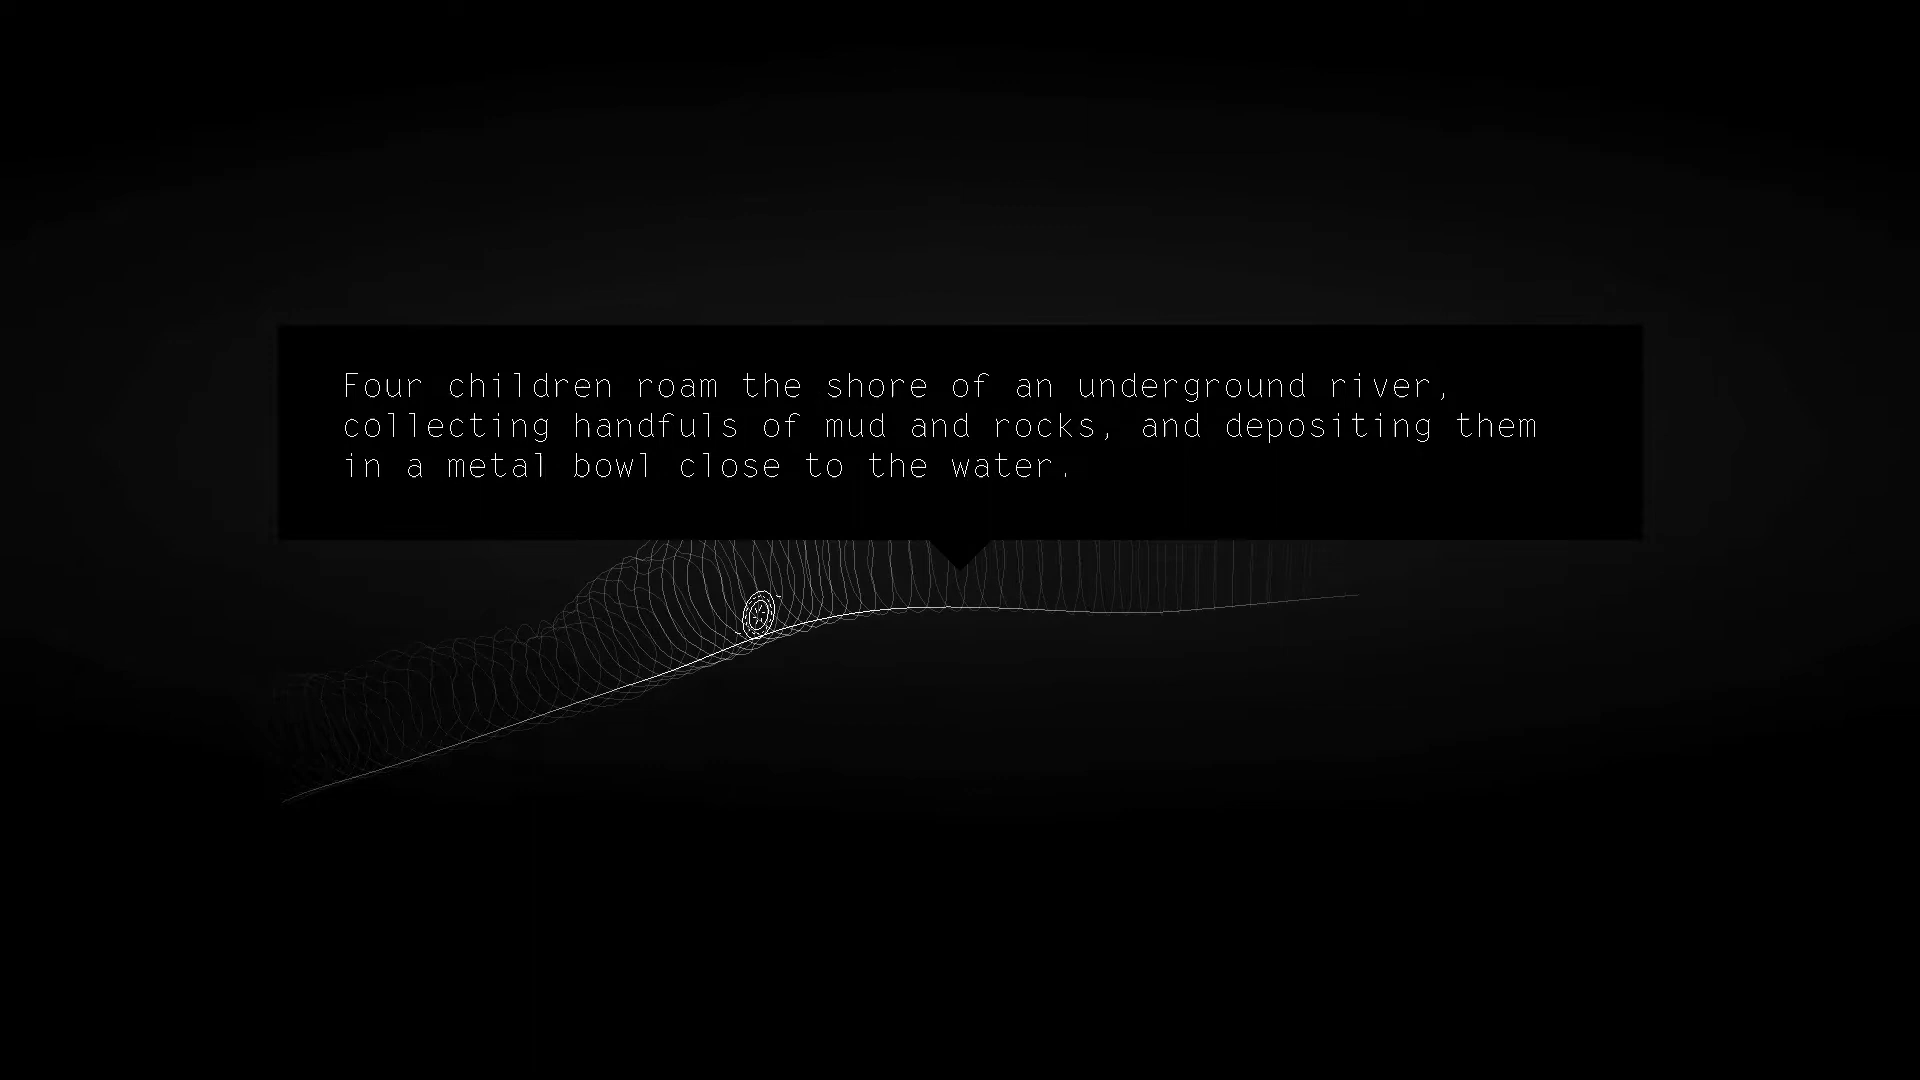 Four children roam the shore of an underground river,
collecting handfuls of mud and rocks, and depositing them
in a metal bowl close to the water.